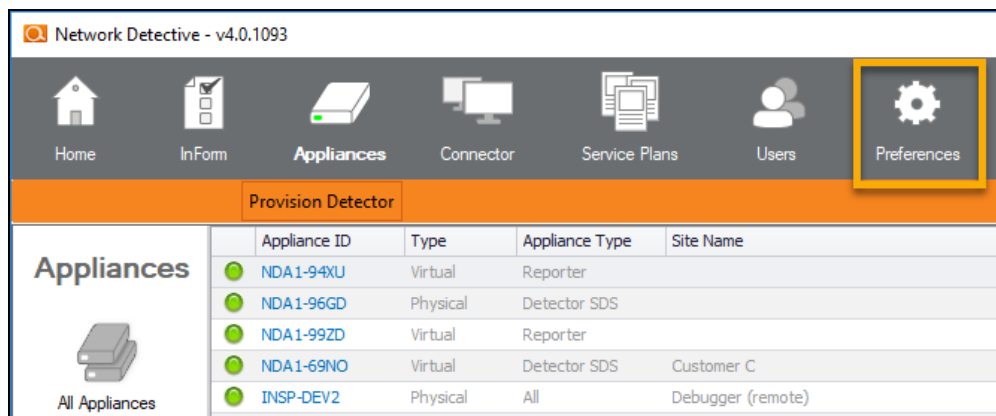 Network Detective - v4.0.1093
Home InForm Appliances Connector Service Plans Users Preferences
Provision Detector
Appliances
All Appliances
Appliance ID Type Appliance Type Site Name
NDA1-94XU Virtual Reporter
NDA1-96GD Physical Detector SDS
NDA1-99ZD Virtual Reporter
NDA1-69NO Virtual Detector SDS Customer C
INSP-DEV2 Physical All Debugger (remote)